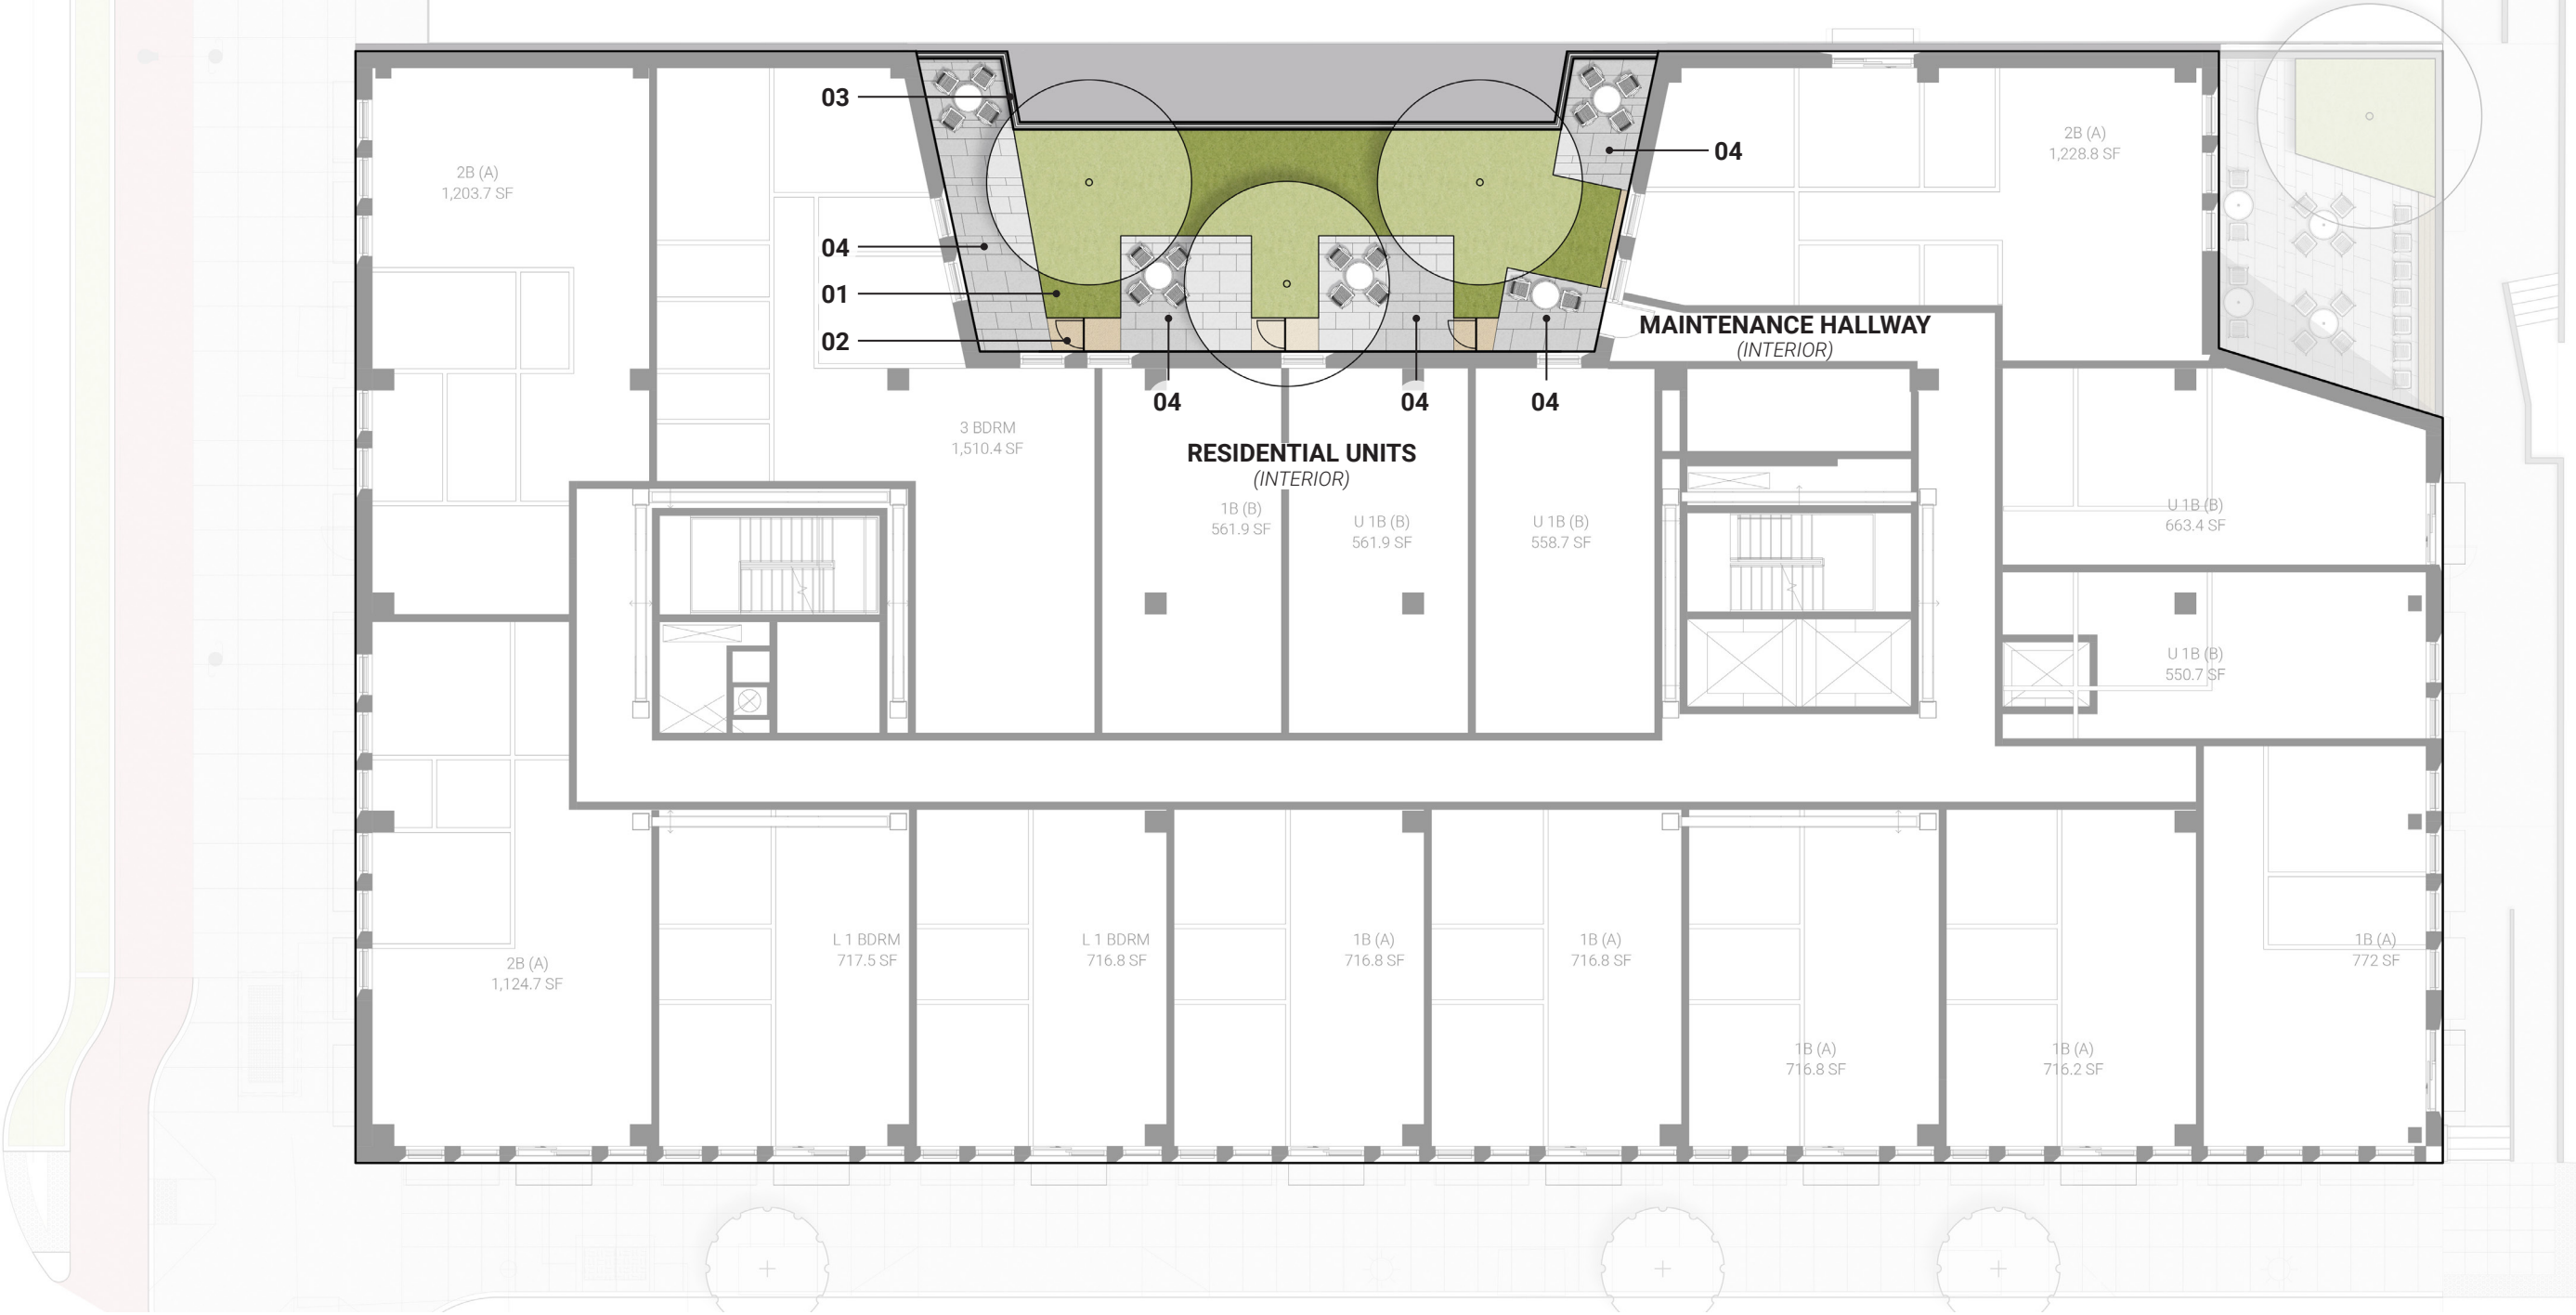 03
04
2B (A)
1,228.8 SF
2B (A)
1,203.7 SF
04
01
02
MAINTENANCE HALLWAY
(INTERIOR)
04
04
04
3 BDRM
1,510.4 SF
RESIDENTIAL UNITS
(INTERIOR)
1B (B)
561.9 SF
U 1B (B)
561.9 SF
U 1B (B)
558.7 SF
U 1B (B)
663.4 SF
U 1B (B)
550.7 SF
2B (A)
1,124.7 SF
L 1 BDRM
717.5 SF
L 1 BDRM
716.8 SF
1B (A)
716.8 SF
1B (A)
716.8 SF
1B (A)
716.8 SF
1B (A)
716.2 SF
1B (A)
772 SF